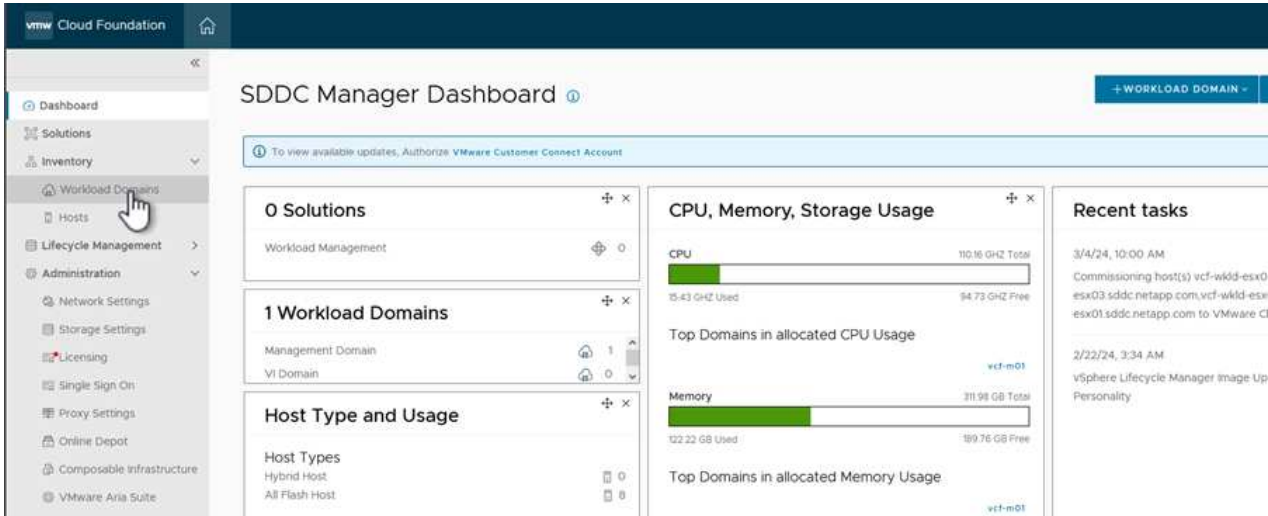 vmw Cloud Foundation
Dashboard
Solutions
Inventory
Workload Domains
Hosts
Lifecycle Management
Administration
Network Settings
Storage Settings
Licensing
Single Sign On
Proxy Settings
Online Depot
Composable Infrastructure
VMware Aria Suite
SDDC Manager Dashboard
+ WORKLOAD DOMAIN
To view available updates, Authorize VMware Customer Connect Account
0 Solutions
Workload Management 0
1 Workload Domains
Management Domain 1
VI Domain 0
Host Type and Usage
Host Types
Hybrid Host 0
All Flash Host 8
CPU, Memory, Storage Usage
CPU 110.16 GHZ Total
15.43 GHZ Used 94.73 GHZ Free
Top Domains in allocated CPU Usage
vcf-m01
Memory 311.98 GB Total
122.22 GB Used 189.76 GB Free
Top Domains in allocated Memory Usage
vcf-m01
Recent tasks
3/4/24, 10:00 AM
Commissioning host(s) vcf-wkld-esx0
esx03.sddc.netapp.com,vcf-wkld-esx
esx01.sddc.netapp.com to VMware Cl
2/22/24, 3:34 AM
vSphere Lifecycle Manager Image Up
Personality